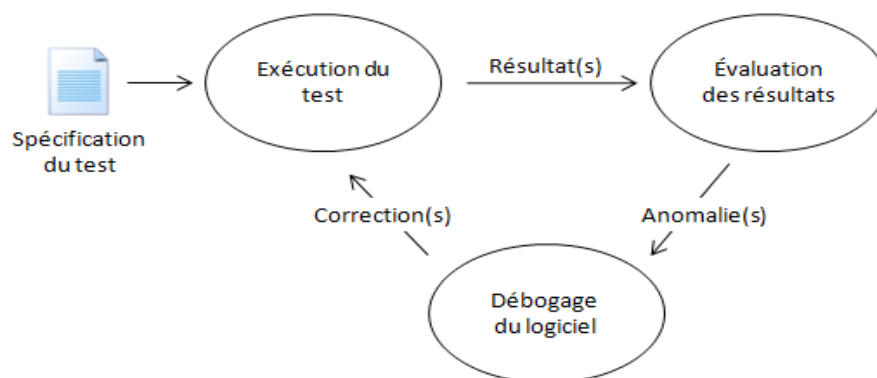 Spécification
du test
Exécution du
test
Résultat(s)
Évaluation
des résultats
Correction(s)
Anomalie(s)
Débogage
du logiciel